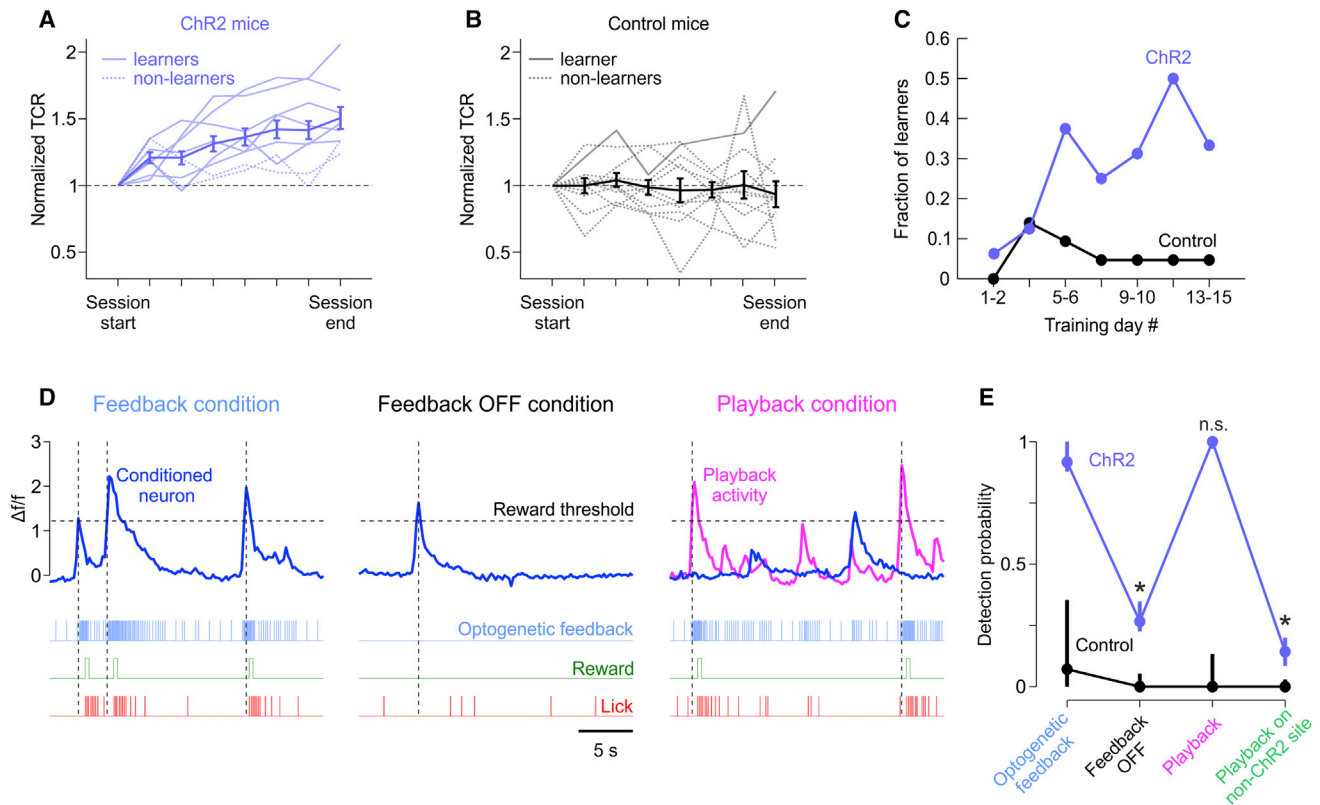 A
ChR2 mice
learners
non-learners
Normalized TCR
2
1.5
1
0.5
Session
start
Session
end
B
Control mice
learner
non-learners
Normalized TCR
2
1.5
1
0.5
Session
start
Session
end
C
ChR2
Control
Fraction of learners
0.6
0.5
0.4
0.3
0.2
0.1
0
1-2
5-6
9-10
13-15
Training day #
D
Feedback condition
Feedback OFF condition
Playback condition
Δf/f
3
2
1
0
Conditioned
neuron
Reward threshold
Playback
activity
Optogenetic feedback
Reward
Lick
5 s
E
n.s.
ChR2
Control
*
*
Detection probability
1
0.5
0
Optogenetic
feedback
Feedback
OFF
Playback
Playback on
non-ChR2 site